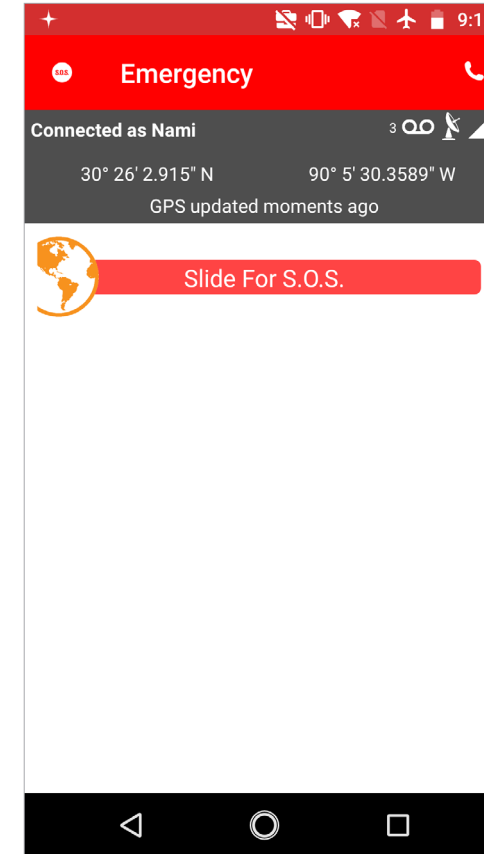 9:1
S.O.S.
Emergency
Connected as Nami
3
30° 26' 2.915" N
90° 5' 30.3589" W
GPS updated moments ago
Slide For S.O.S.